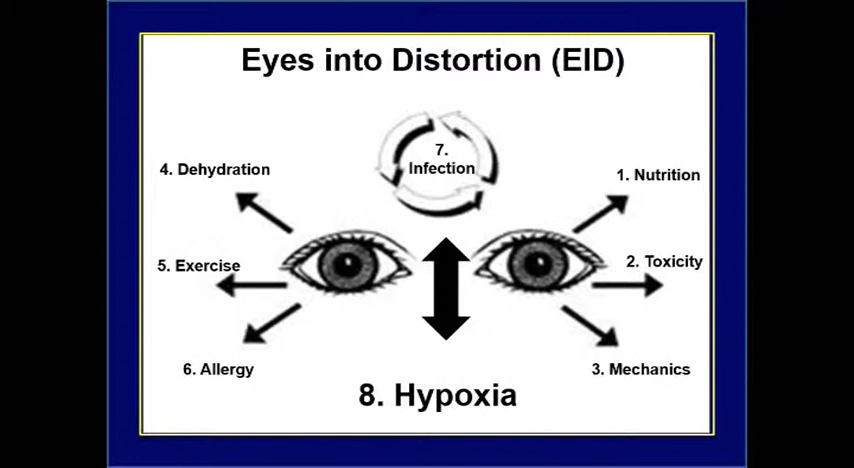 Eyes into Distortion (EID)
7.
Infection
4. Dehydration
1. Nutrition
5. Exercise
2. Toxicity
6. Allergy
3. Mechanics
8. Hypoxia